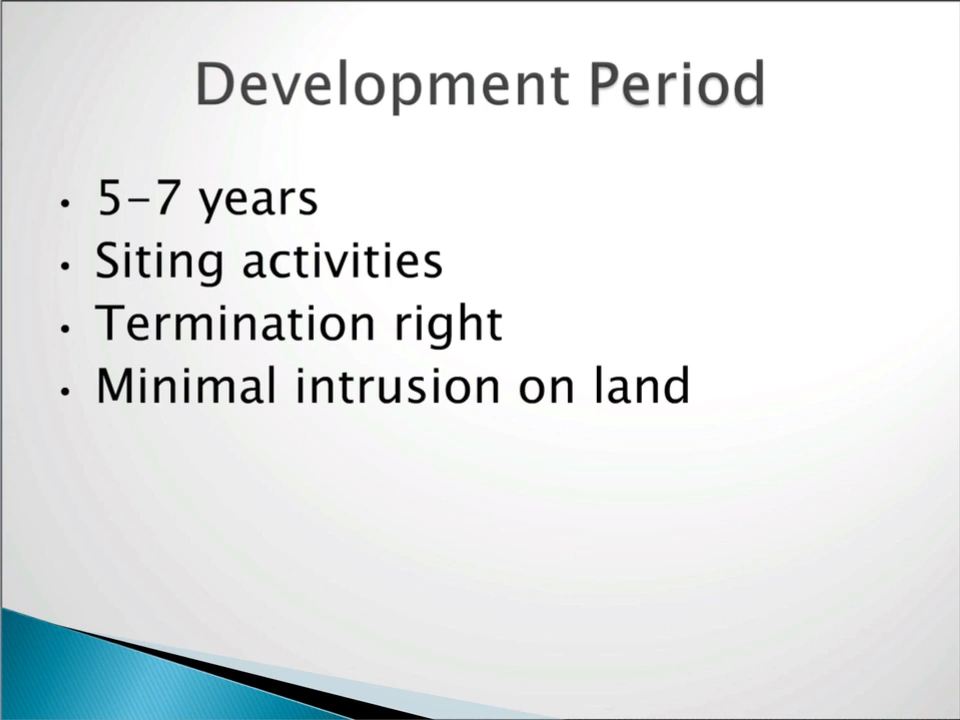 Development Period
• 5-7 years
• Siting activities
• Termination right
• Minimal intrusion on land